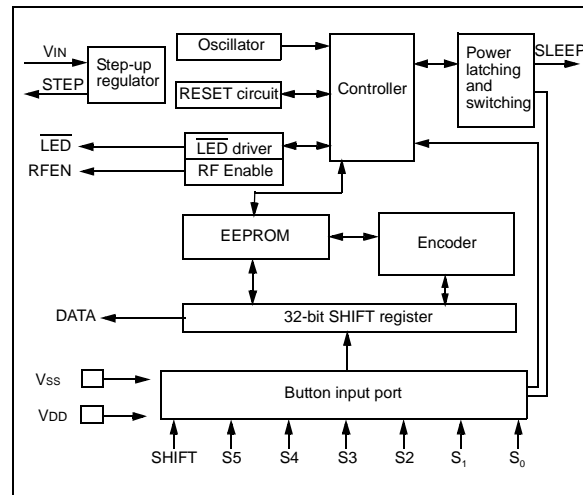 VIN
STEP
Step-up
regulator
Oscillator
RESET circuit
Controller
Power
latching
and
switching
SLEEP
LED
RFEN
LED driver
RF Enable
EEPROM
Encoder
DATA
32-bit SHIFT register
VSS
VDD
Button input port
SHIFT S5 S4 S3 S2 S1 S0